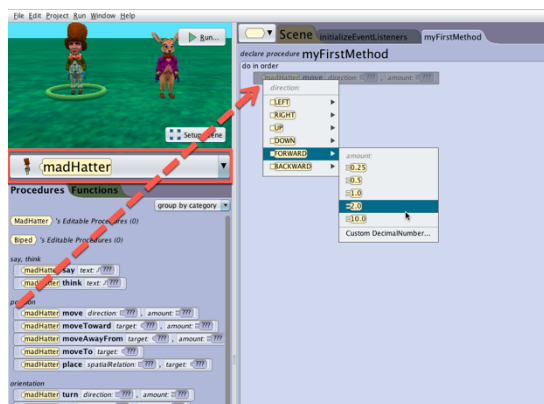 File Edit Project Run Window Help
Run...
Setup Scene
madHatter
Procedures Functions
group by category
MadHatter 's Editable Procedures (0)
Biped 's Editable Procedures (0)
say, think
madHatter say text: ???
madHatter think text: ???
position
madHatter move direction: ??? , amount: ???
madHatter moveToward target: ??? , amount: ???
madHatter moveAwayFrom target: ??? , amount: ???
madHatter moveTo target: ???
madHatter place spatialRelation: ??? , target: ???
orientation
madHatter turn direction: ??? , amount: ???
Scene initializeEventListeners myFirstMethod
declare procedure myFirstMethod
do in order
madHatter move direction: ??? , amount: ???
direction:
LEFT
RIGHT
UP
DOWN
FORWARD
BACKWARD
amount:
0.25
0.5
1.0
2.0
10.0
Custom DecimalNumber...